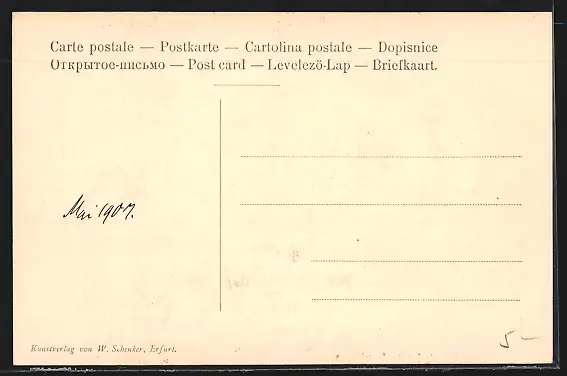 Carte postale — Postkarte — Cartolina postale — Dopisnice
Открытое-письмо — Post card — Levelező-Lap — Briefkaart.
Mai 1907.
Kunstverlag von W. Schenker, Erfurt.
5 —